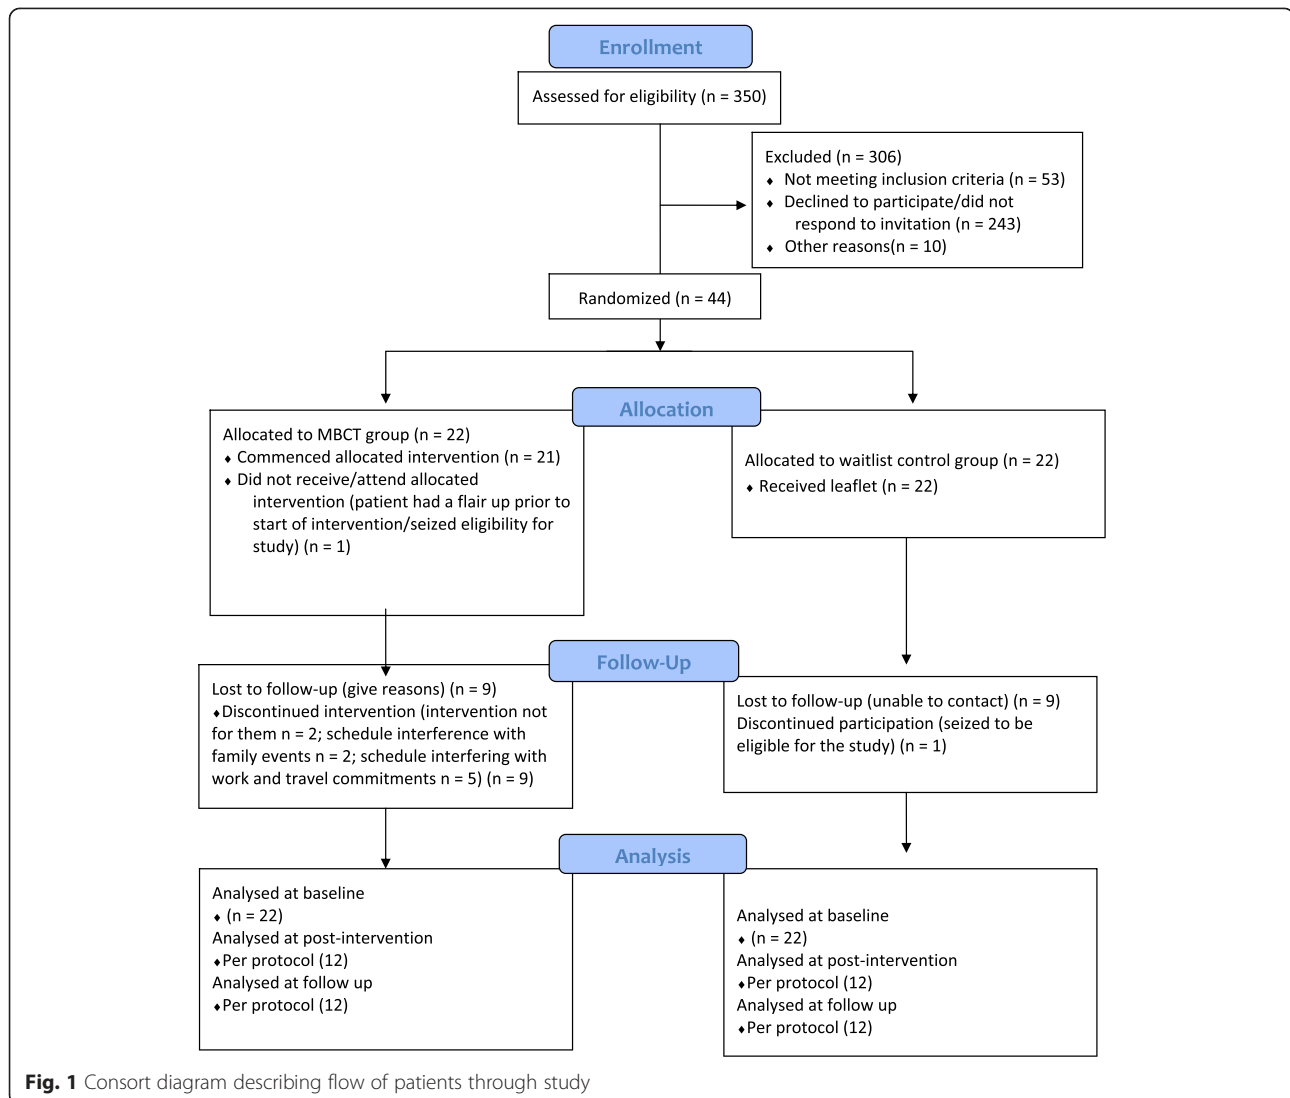 Enrollment
Assessed for eligibility (n = 350)
Excluded (n = 306)
♦ Not meeting inclusion criteria (n = 53)
♦ Declined to participate/did not
respond to invitation (n = 243)
♦ Other reasons(n = 10)
Randomized (n = 44)
Allocation
Allocated to MBCT group (n = 22)
♦ Commenced allocated intervention (n = 21)
♦ Did not receive/attend allocated
intervention (patient had a flair up prior to
start of intervention/seized eligibility for
study) (n = 1)
Allocated to waitlist control group (n = 22)
♦ Received leaflet (n = 22)
Follow-Up
Lost to follow-up (give reasons) (n = 9)
♦Discontinued intervention (intervention not
for them n = 2; schedule interference with
family events n = 2; schedule interfering with
work and travel commitments n = 5) (n = 9)
Lost to follow-up (unable to contact) (n = 9)
Discontinued participation (seized to be
eligible for the study) (n = 1)
Analysis
Analysed at baseline
♦ (n = 22)
Analysed at post-intervention
♦Per protocol (12)
Analysed at follow up
♦Per protocol (12)
Analysed at baseline
♦ (n = 22)
Analysed at post-intervention
♦Per protocol (12)
Analysed at follow up
♦Per protocol (12)
Fig. 1 Consort diagram describing flow of patients through study